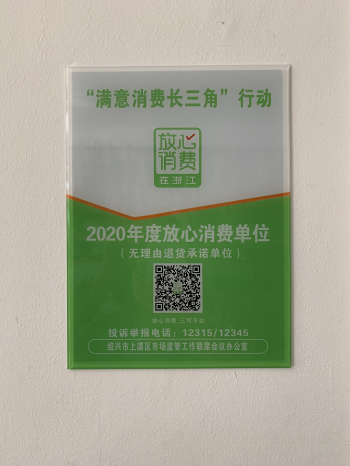 “满意消费长三角”行动
放心
消费
在浙江
2020年度放心消费单位
（无理由退货承诺单位）
投诉举报电话：12315/12345
绍兴市上虞区市场监管工作联席会议办公室